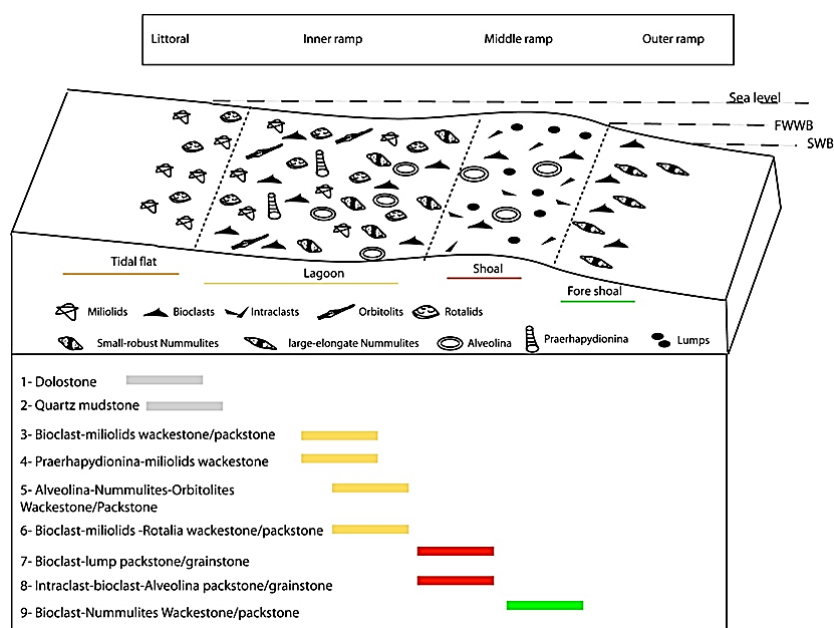 Littoral Inner ramp Middle ramp Outer ramp
Sea level
FWWB
SWB
Tidal flat
Lagoon
Shoal
Fore shoal
Miliolids Bioclasts Intraclasts Orbitolits Rotalids
Small-robust Nummulites large-elongate Nummulites Alveolina Praerhapydionina Lumps
1- Dolostone
2- Quartz mudstone
3- Bioclast-miliolids wackestone/packstone
4- Praerhapydionina-miliolids wackestone
5- Alveolina-Nummulites-Orbitolites
Wackestone/Packstone
6- Bioclast-miliolids -Rotalia wackestone/packstone
7- Bioclast-lump packstone/grainstone
8- Intraclast-bioclast-Alveolina packstone/grainstone
9- Bioclast-Nummulites Wackestone/packstone